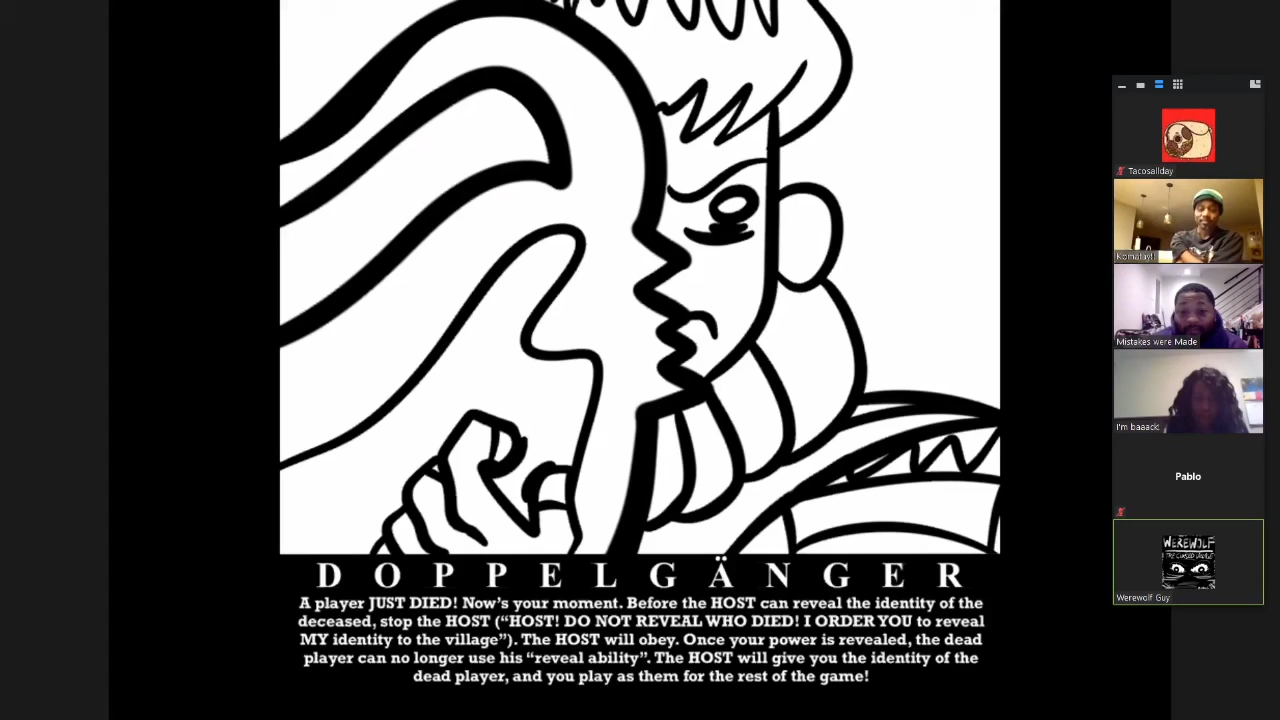 DOPPELGÄNGER
A player JUST DIED! Now's your moment. Before the HOST can reveal the identity of the
deceased, stop the HOST ("HOST! DO NOT REVEAL WHO DIED! I ORDER YOU to reveal
MY identity to the village"). The HOST will obey. Once your power is revealed, the dead
player can no longer use his "reveal ability". The HOST will give you the identity of the
dead player, and you play as them for the rest of the game!
Tacosallday
Mistakes were Made
I'm baaack!
Pablo
WEREWOLF
THE CURSED VILLAGE
Werewolf Guy